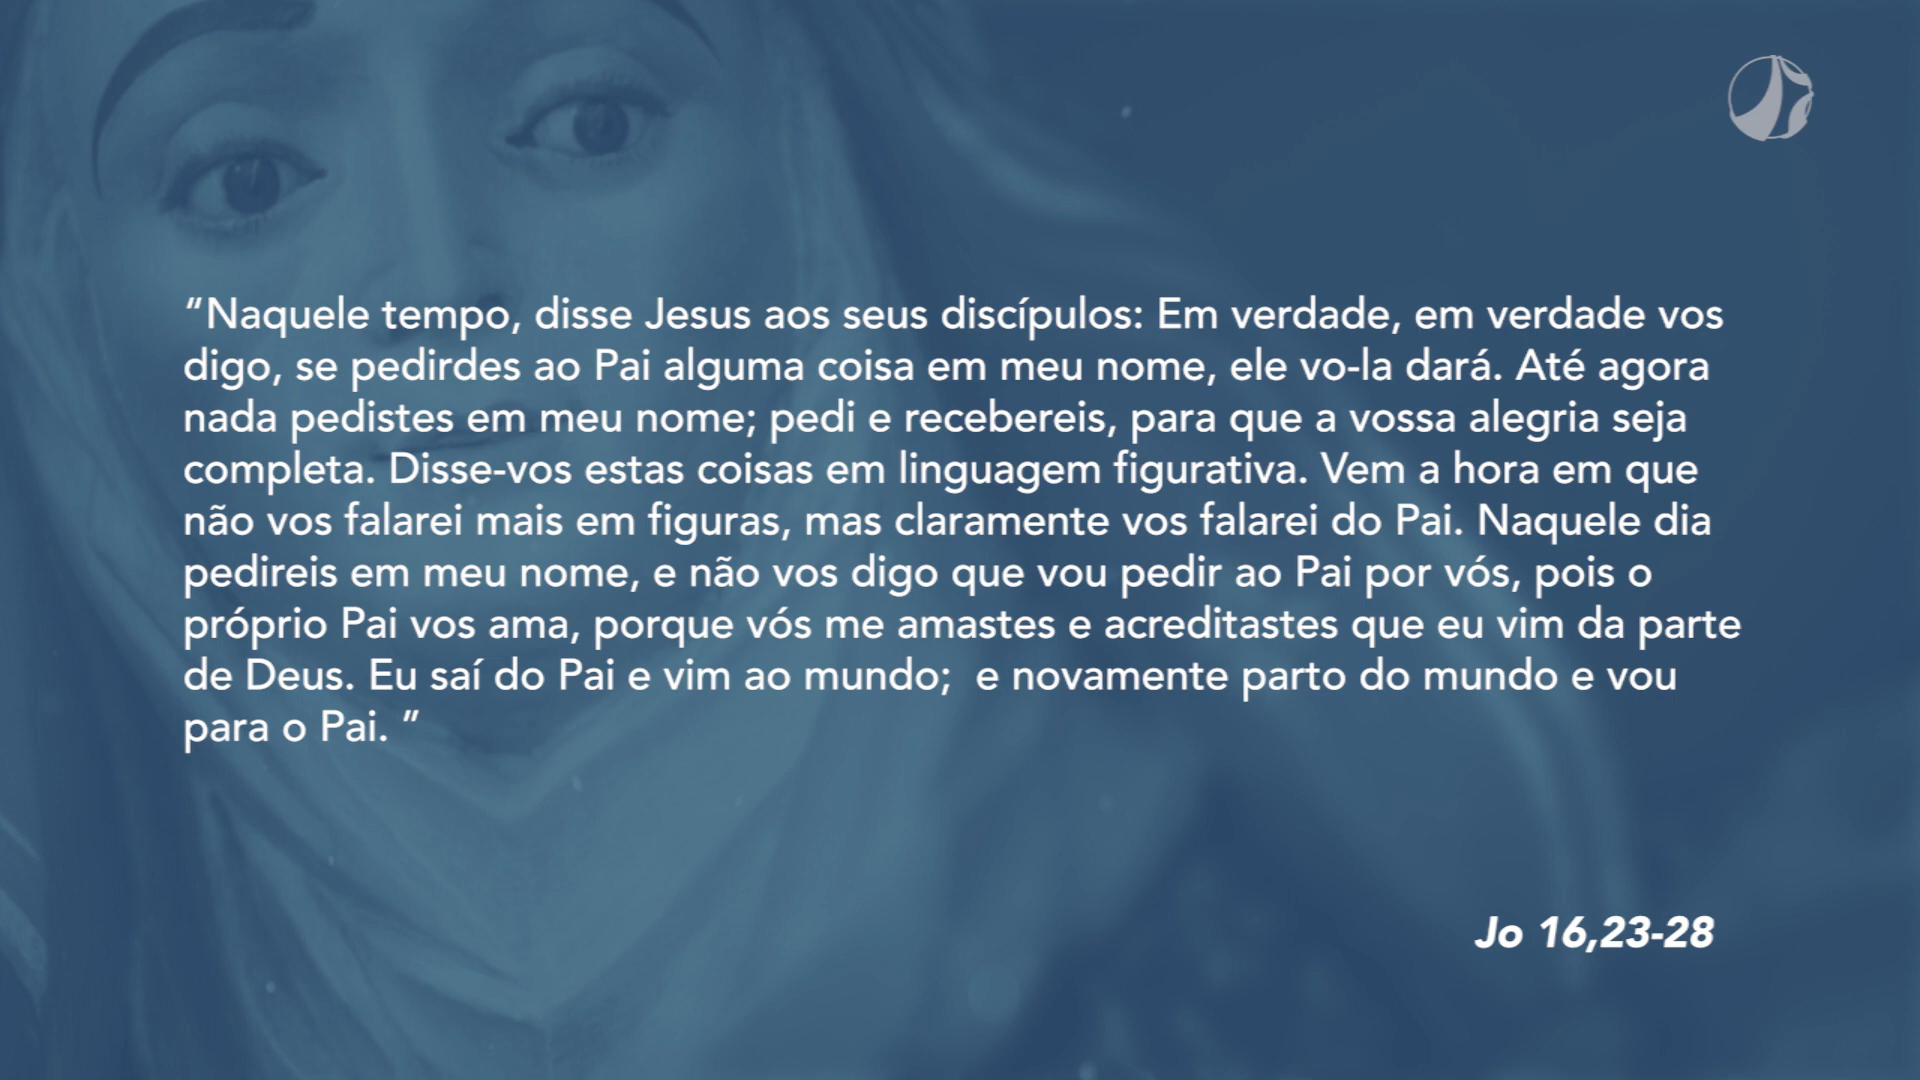 “Naquele tempo, disse Jesus aos seus discípulos: Em verdade, em verdade vos
digo, se pedirdes ao Pai alguma coisa em meu nome, ele vo-la dará. Até agora
nada pedistes em meu nome; pedi e recebereis, para que a vossa alegria seja
completa. Disse-vos estas coisas em linguagem figurativa. Vem a hora em que
não vos falarei mais em figuras, mas claramente vos falarei do Pai. Naquele dia
pedireis em meu nome, e não vos digo que vou pedir ao Pai por vós, pois o
próprio Pai vos ama, porque vós me amastes e acreditastes que eu vim da parte
de Deus. Eu saí do Pai e vim ao mundo;  e novamente parto do mundo e vou
para o Pai. ”
Jo 16,23-28